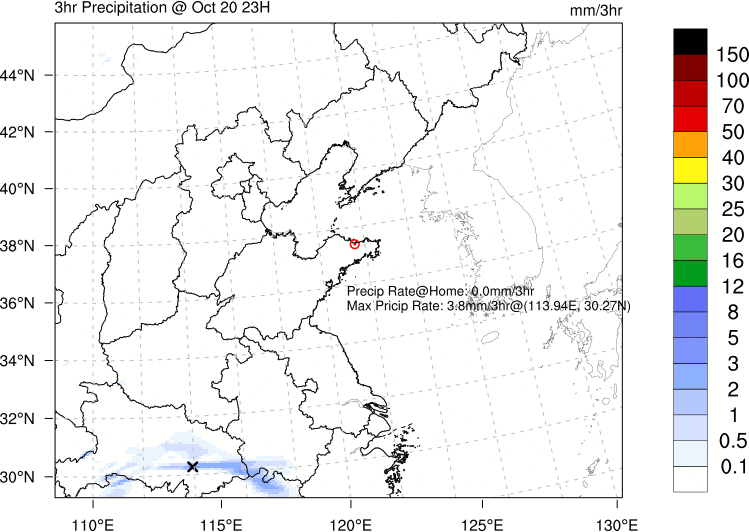 3hr Precipitation @ Oct 20 23H
mm/3hr
44°N
42°N
40°N
38°N
36°N
34°N
32°N
30°N
110°E
115°E
120°E
125°E
130°E
Precip Rate@Home: 0.0mm/3hr
Max Pricip Rate: 3.8mm/3hr@(113.94E, 30.27N)
150
100
70
50
40
30
25
20
16
12
8
5
3
2
1
0.5
0.1